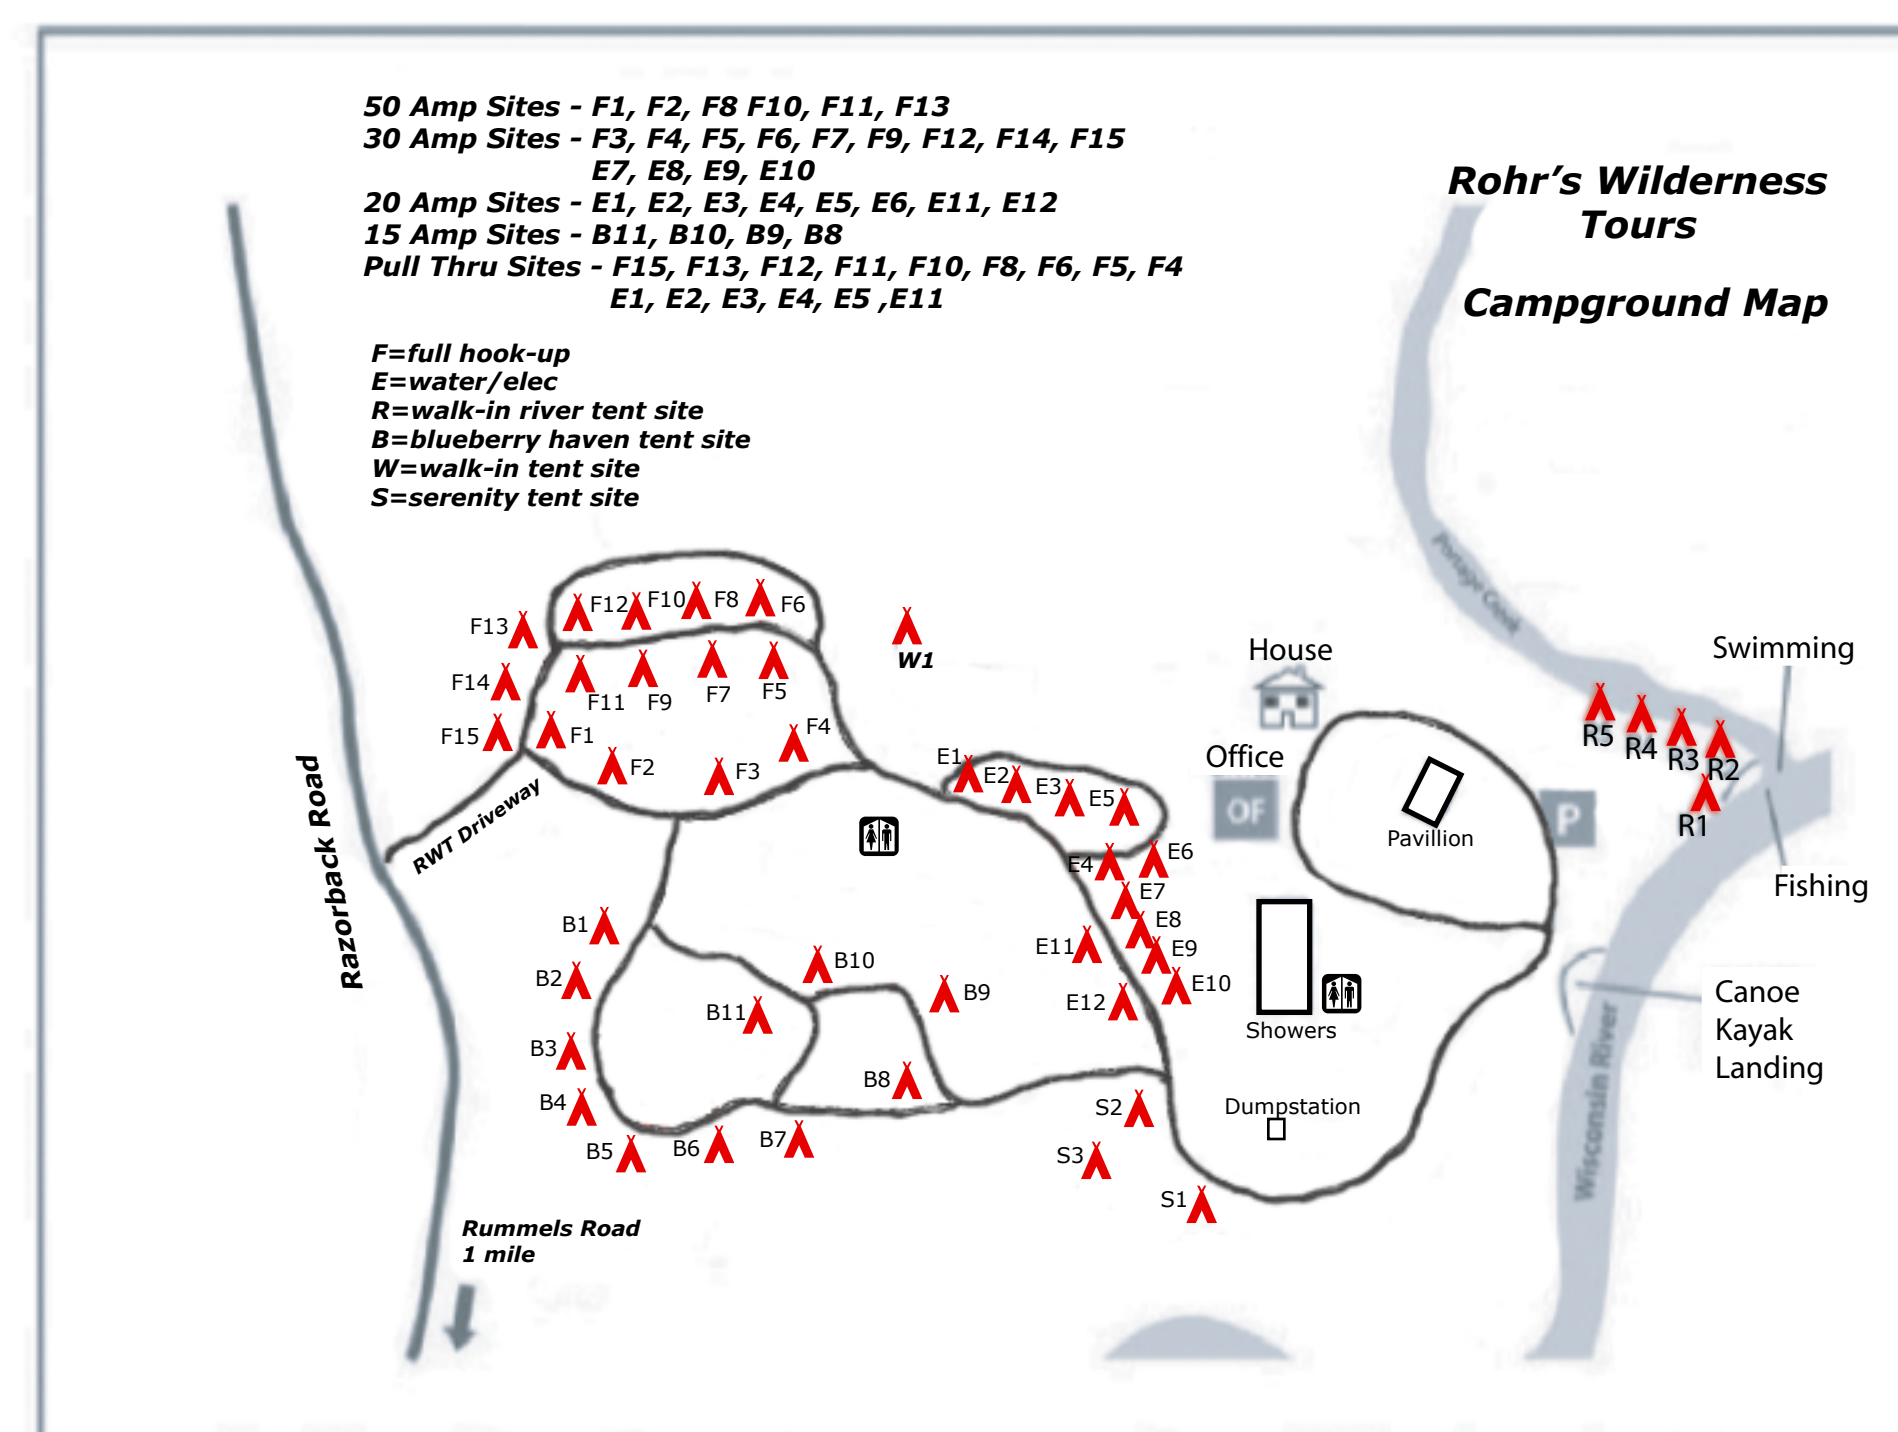 50 Amp Sites - F1, F2, F8 F10, F11, F13
30 Amp Sites - F3, F4, F5, F6, F7, F9, F12, F14, F15
E7, E8, E9, E10
20 Amp Sites - E1, E2, E3, E4, E5, E6, E11, E12
15 Amp Sites - B11, B10, B9, B8
Pull Thru Sites - F15, F13, F12, F11, F10, F8, F6, F5, F4
E1, E2, E3, E4, E5 ,E11
Rohr's Wilderness
Tours
Campground Map
F=full hook-up
E=water/elec
R=walk-in river tent site
B=blueberry haven tent site
W=walk-in tent site
S=serenity tent site
Portage Creek
F12
F10
F8
F6
F13
W1
House
Swimming
F14
F11
F9
F7
F5
F15
F1
F4
R5
R4
R3
R2
F2
F3
E1
E2
E3
E5
Office
OF
P
R1
Pavillion
RWT Driveway
Razorback Road
E4
E6
E7
E8
E9
E10
E11
E12
Fishing
B1
B2
B10
B9
B11
B3
B8
B4
B5
B6
B7
Showers
Canoe
Kayak
Landing
Wisconsin River
S2
Dumpstation
S3
S1
Rummels Road
1 mile